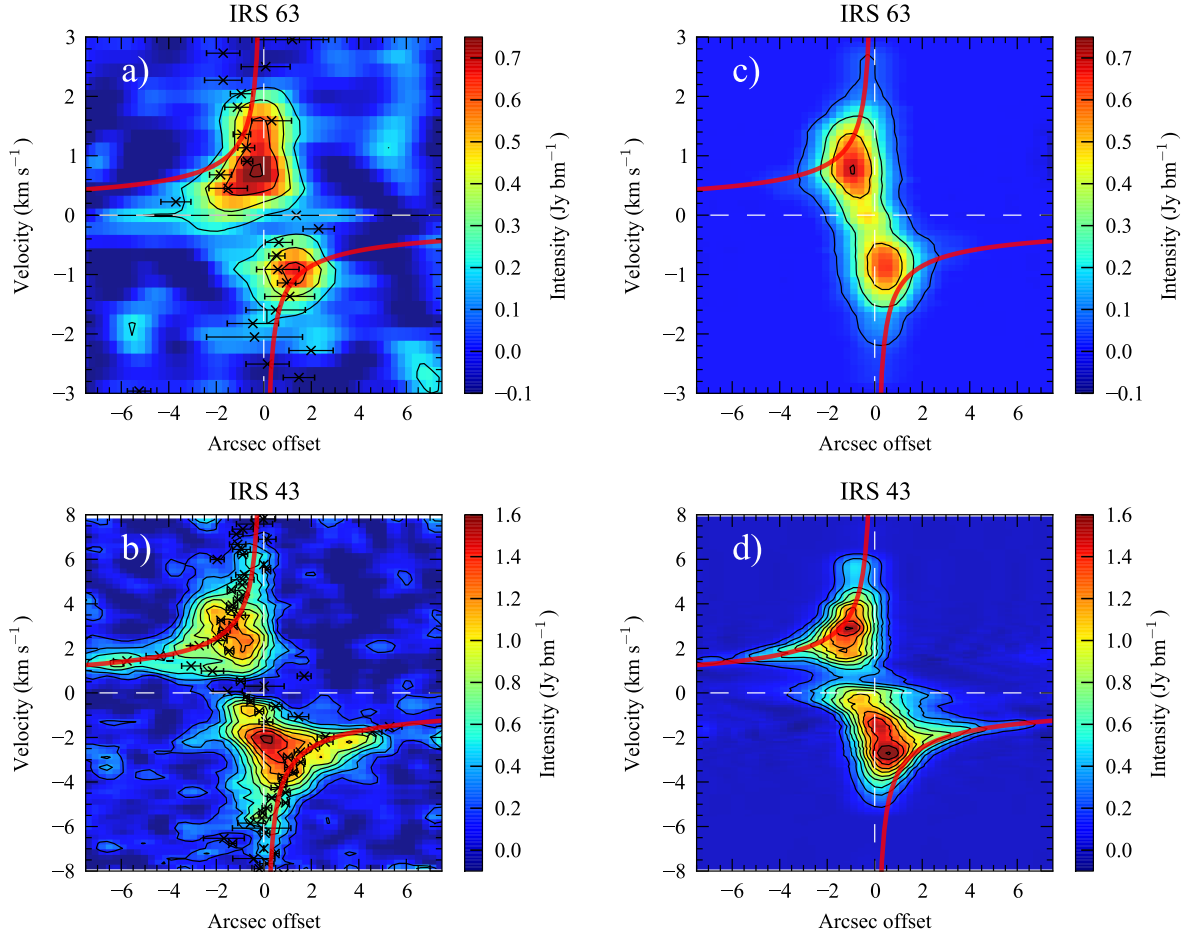 IRS 63
a)
3
2
1
0
−1
−2
−3
Velocity (km s⁻¹)
−6 −4 −2 0 2 4 6
Arcsec offset
0.7
0.6
0.5
0.4
0.3
0.2
0.1
0.0
−0.1
Intensity (Jy bm⁻¹)
IRS 63
c)
3
2
1
0
−1
−2
−3
Velocity (km s⁻¹)
−6 −4 −2 0 2 4 6
Arcsec offset
0.7
0.6
0.5
0.4
0.3
0.2
0.1
0.0
−0.1
Intensity (Jy bm⁻¹)
IRS 43
b)
8
6
4
2
0
−2
−4
−6
−8
Velocity (km s⁻¹)
−6 −4 −2 0 2 4 6
Arcsec offset
1.6
1.4
1.2
1.0
0.8
0.6
0.4
0.2
0.0
Intensity (Jy bm⁻¹)
IRS 43
d)
8
6
4
2
0
−2
−4
−6
−8
Velocity (km s⁻¹)
−6 −4 −2 0 2 4 6
Arcsec offset
1.6
1.4
1.2
1.0
0.8
0.6
0.4
0.2
0.0
Intensity (Jy bm⁻¹)